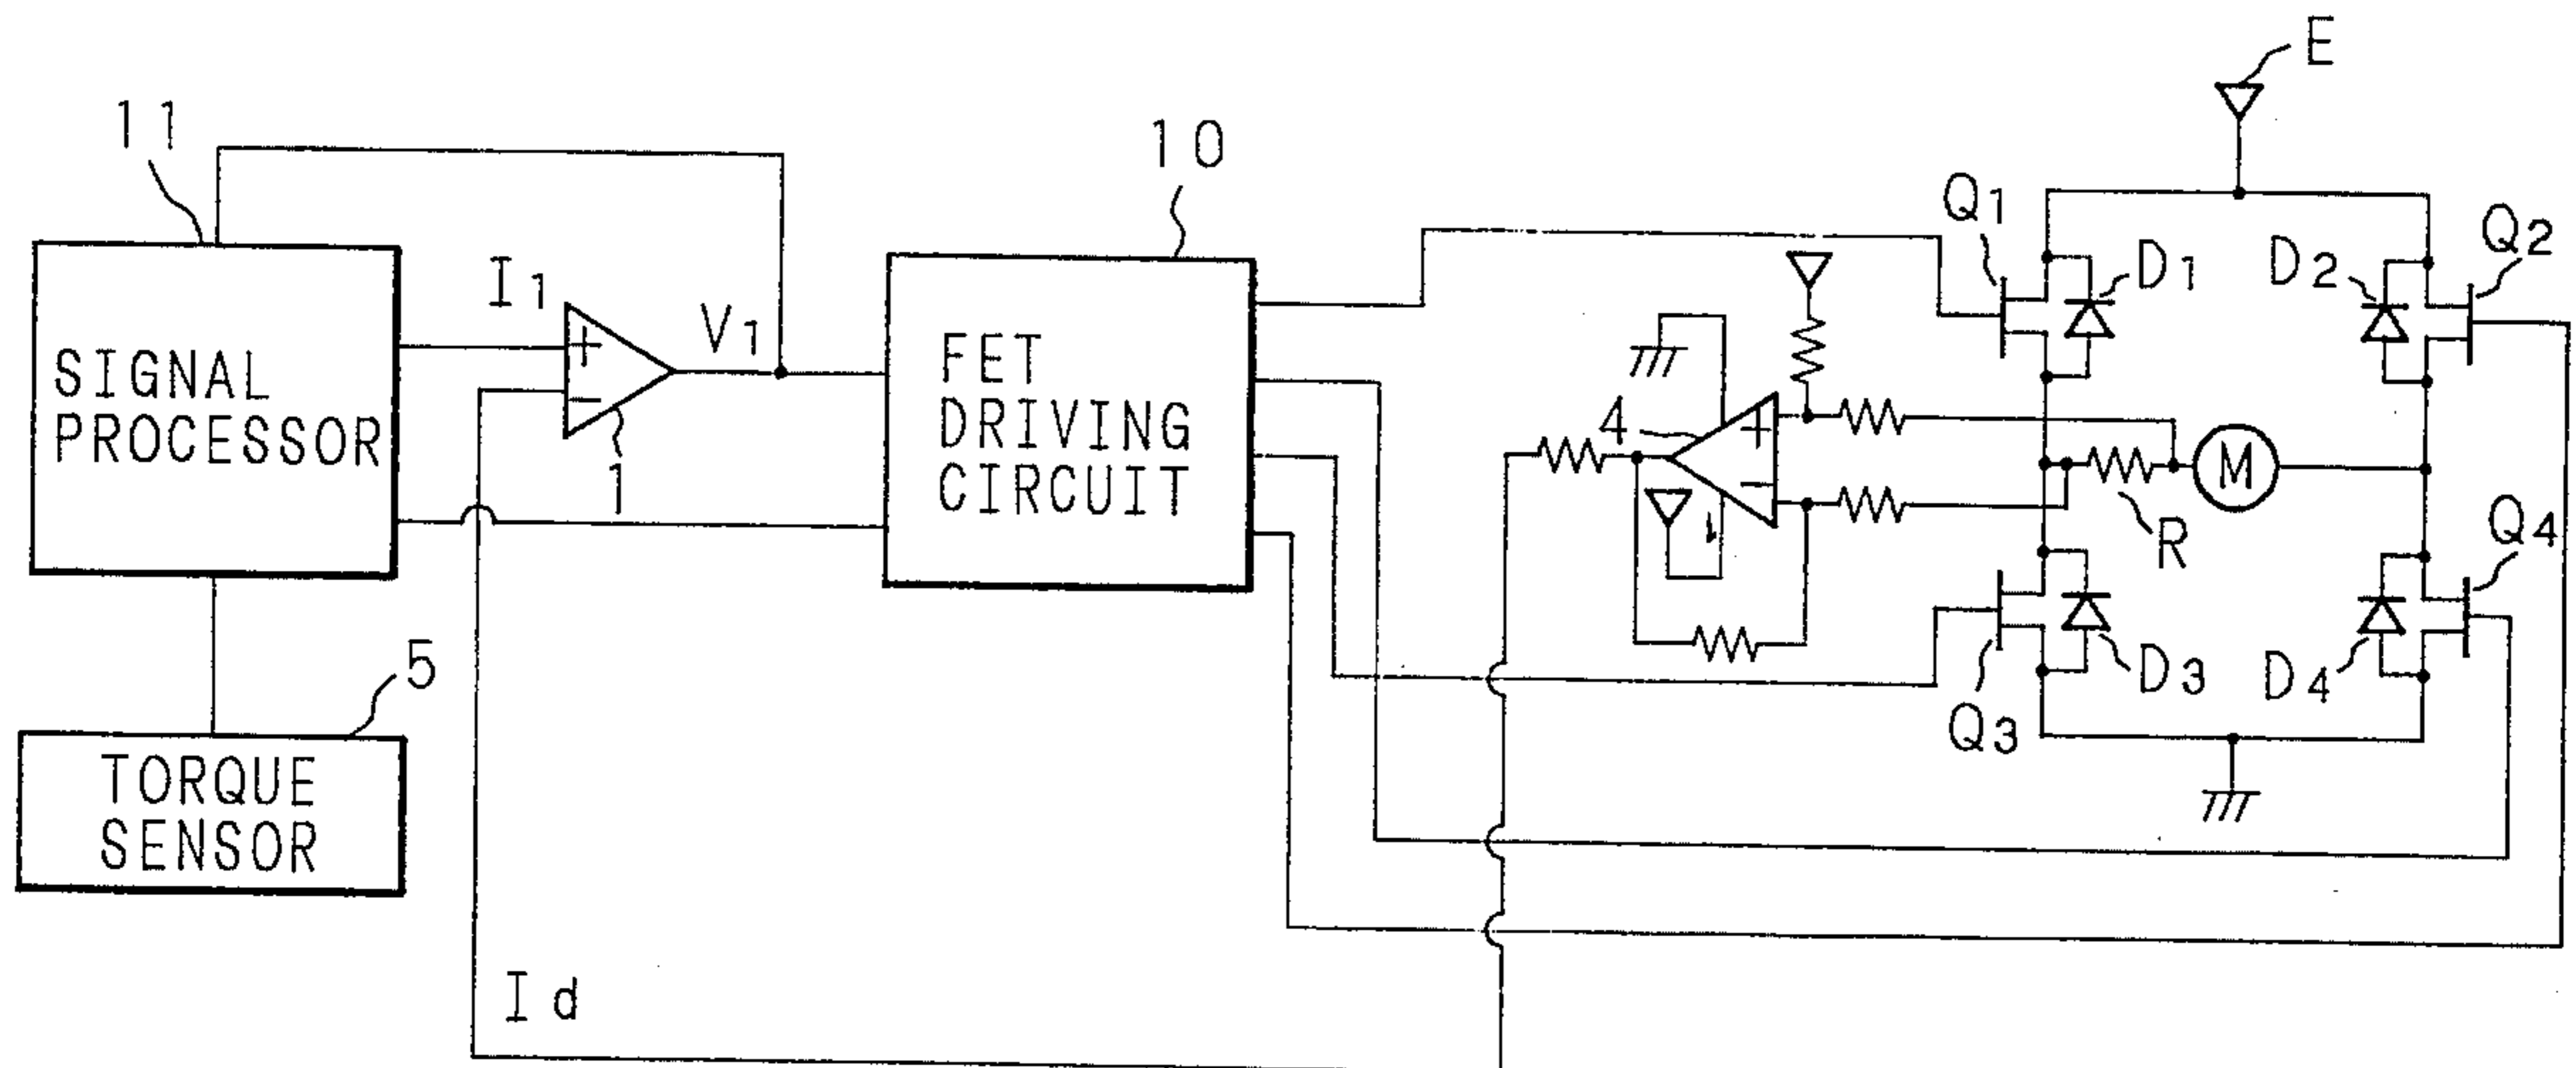 E
11
10
Q1
Q2
D1
D2
I1
V1
SIGNAL
PROCESSOR
+
−
1
FET
DRIVING
CIRCUIT
4
+
−
M
R
Q4
5
D3
D4
Q3
TORQUE
SENSOR
Id